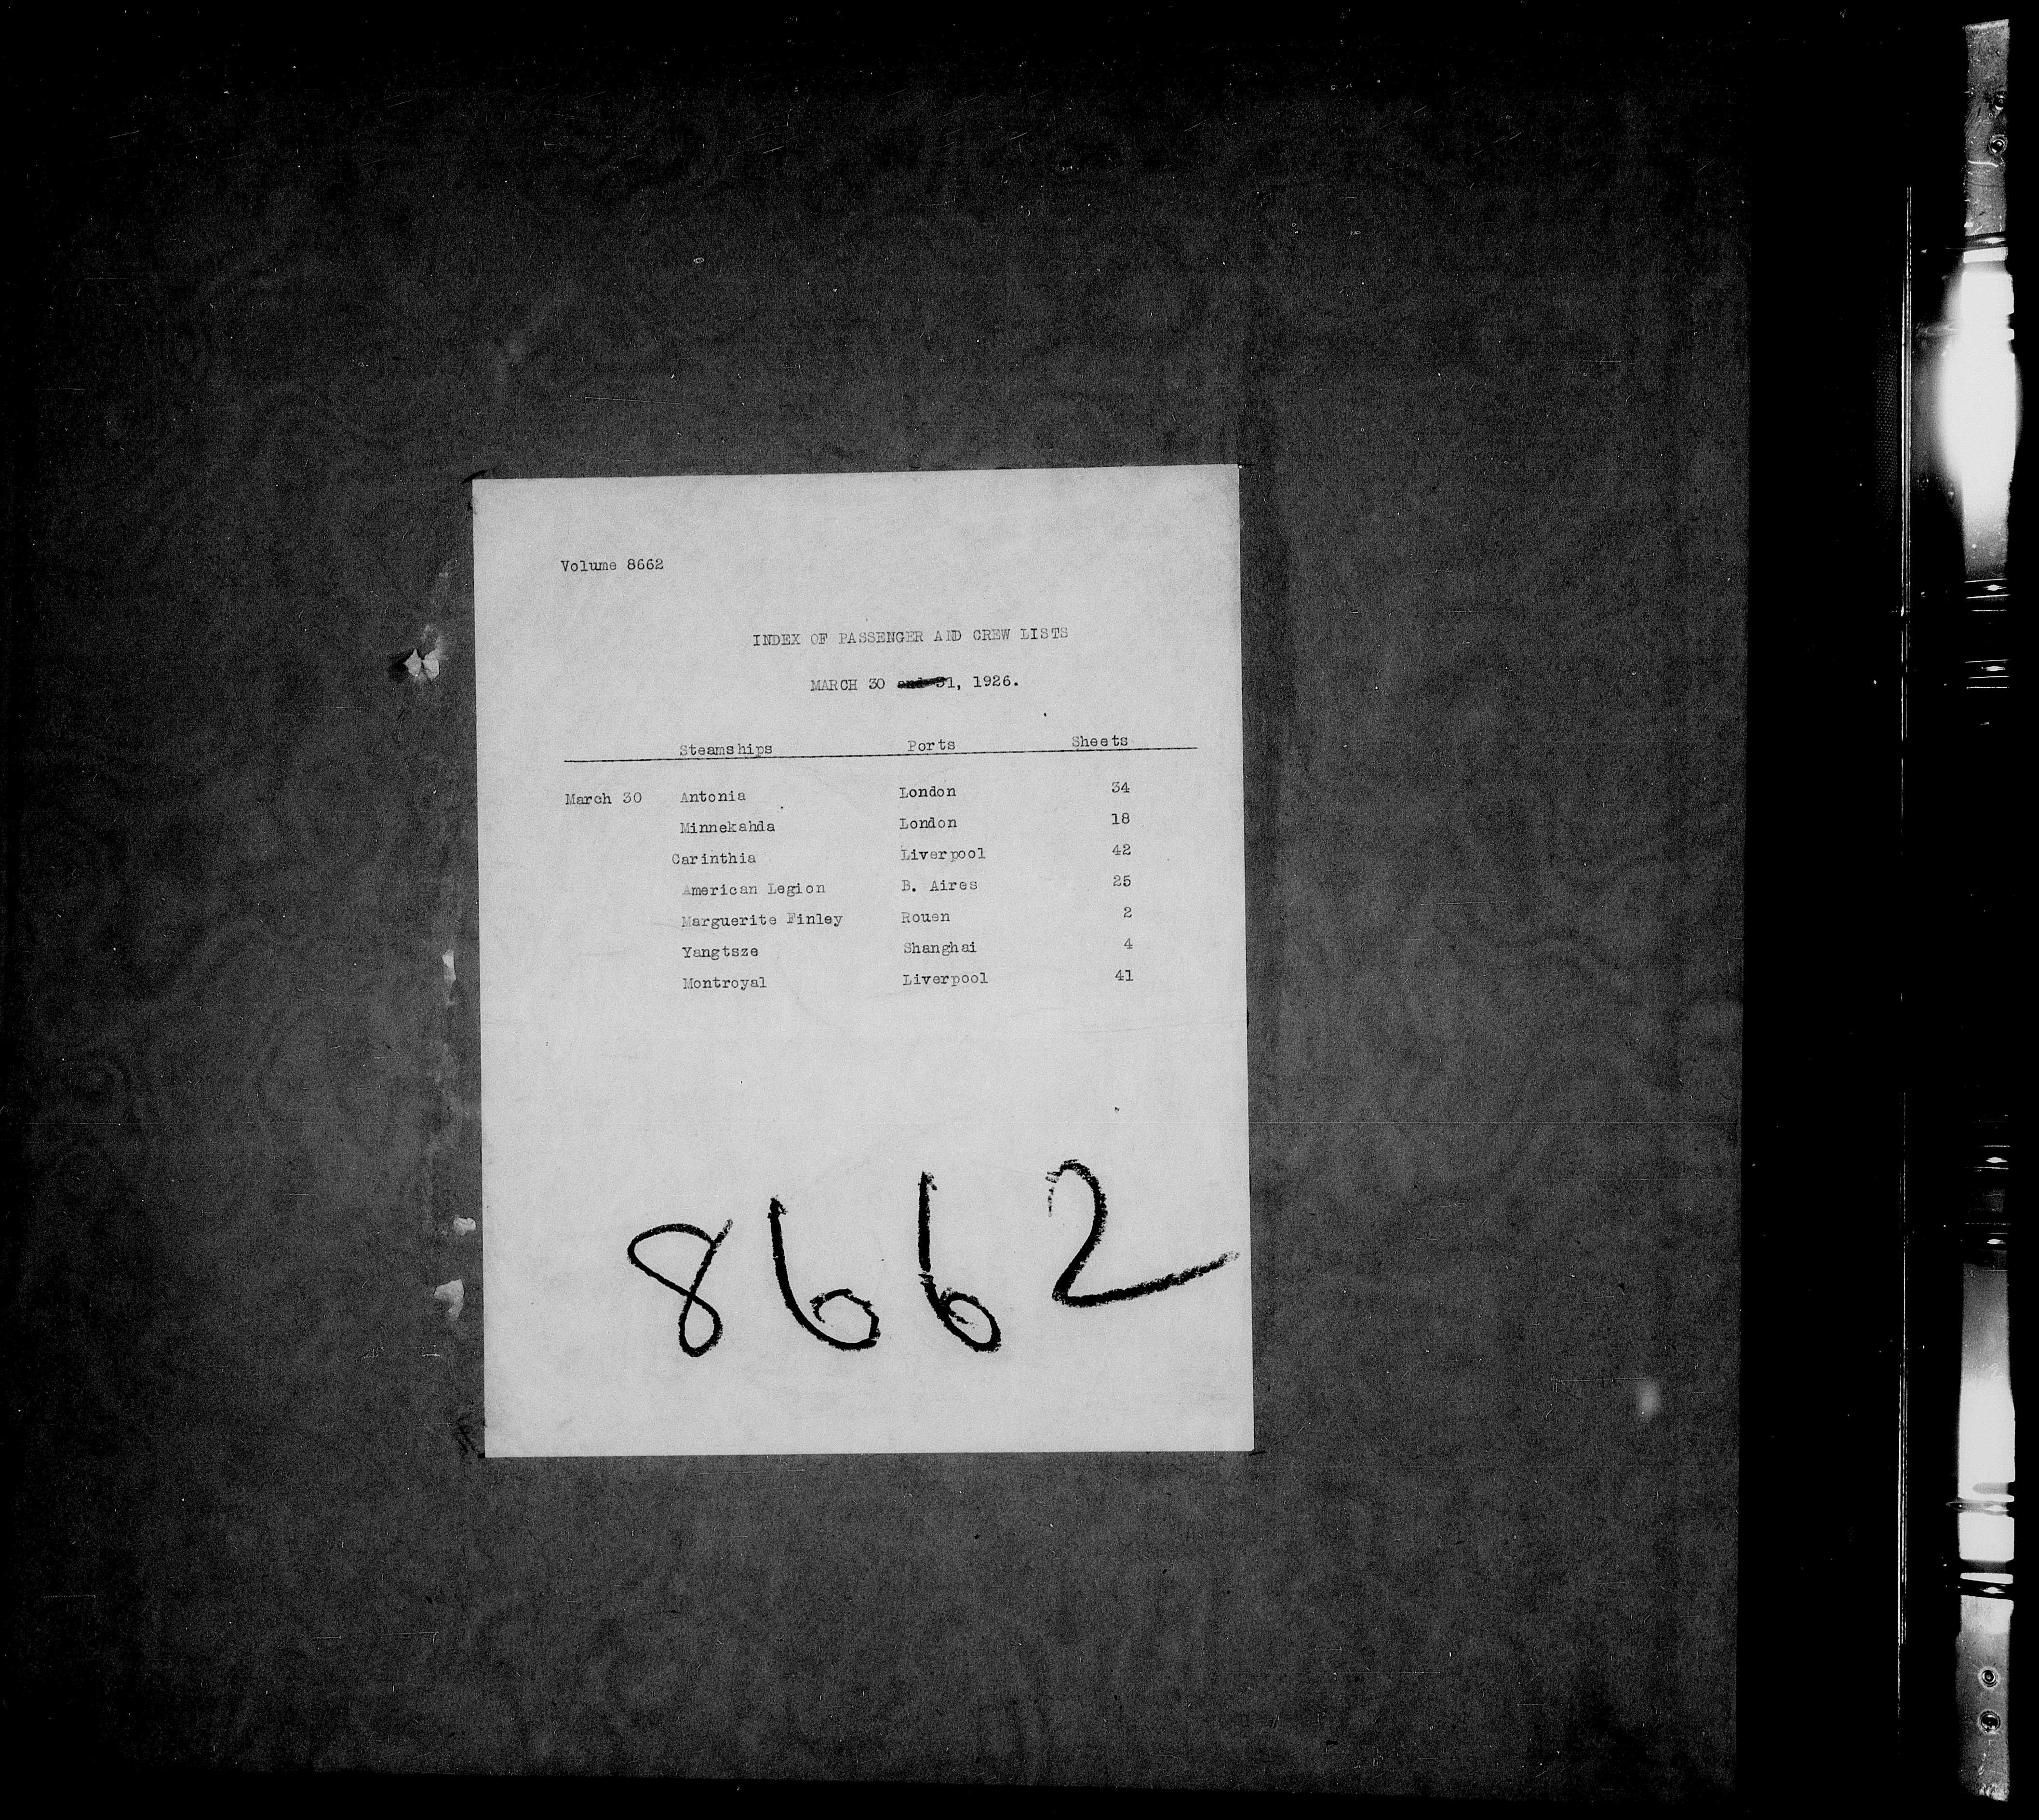 Volume 8662
INDEX OF PASSENGER AND CREW LISTS
MARCH 30 and 31, 1926.
Steamships Ports Sheets
March 30 Antonia London 34
Minnekahda London 18
Carinthia Liverpool 42
American Legion B. Aires 25
Marguerite Finley Rouen 2
Yangtsze Shanghai 4
Montroyal Liverpool 41
8662